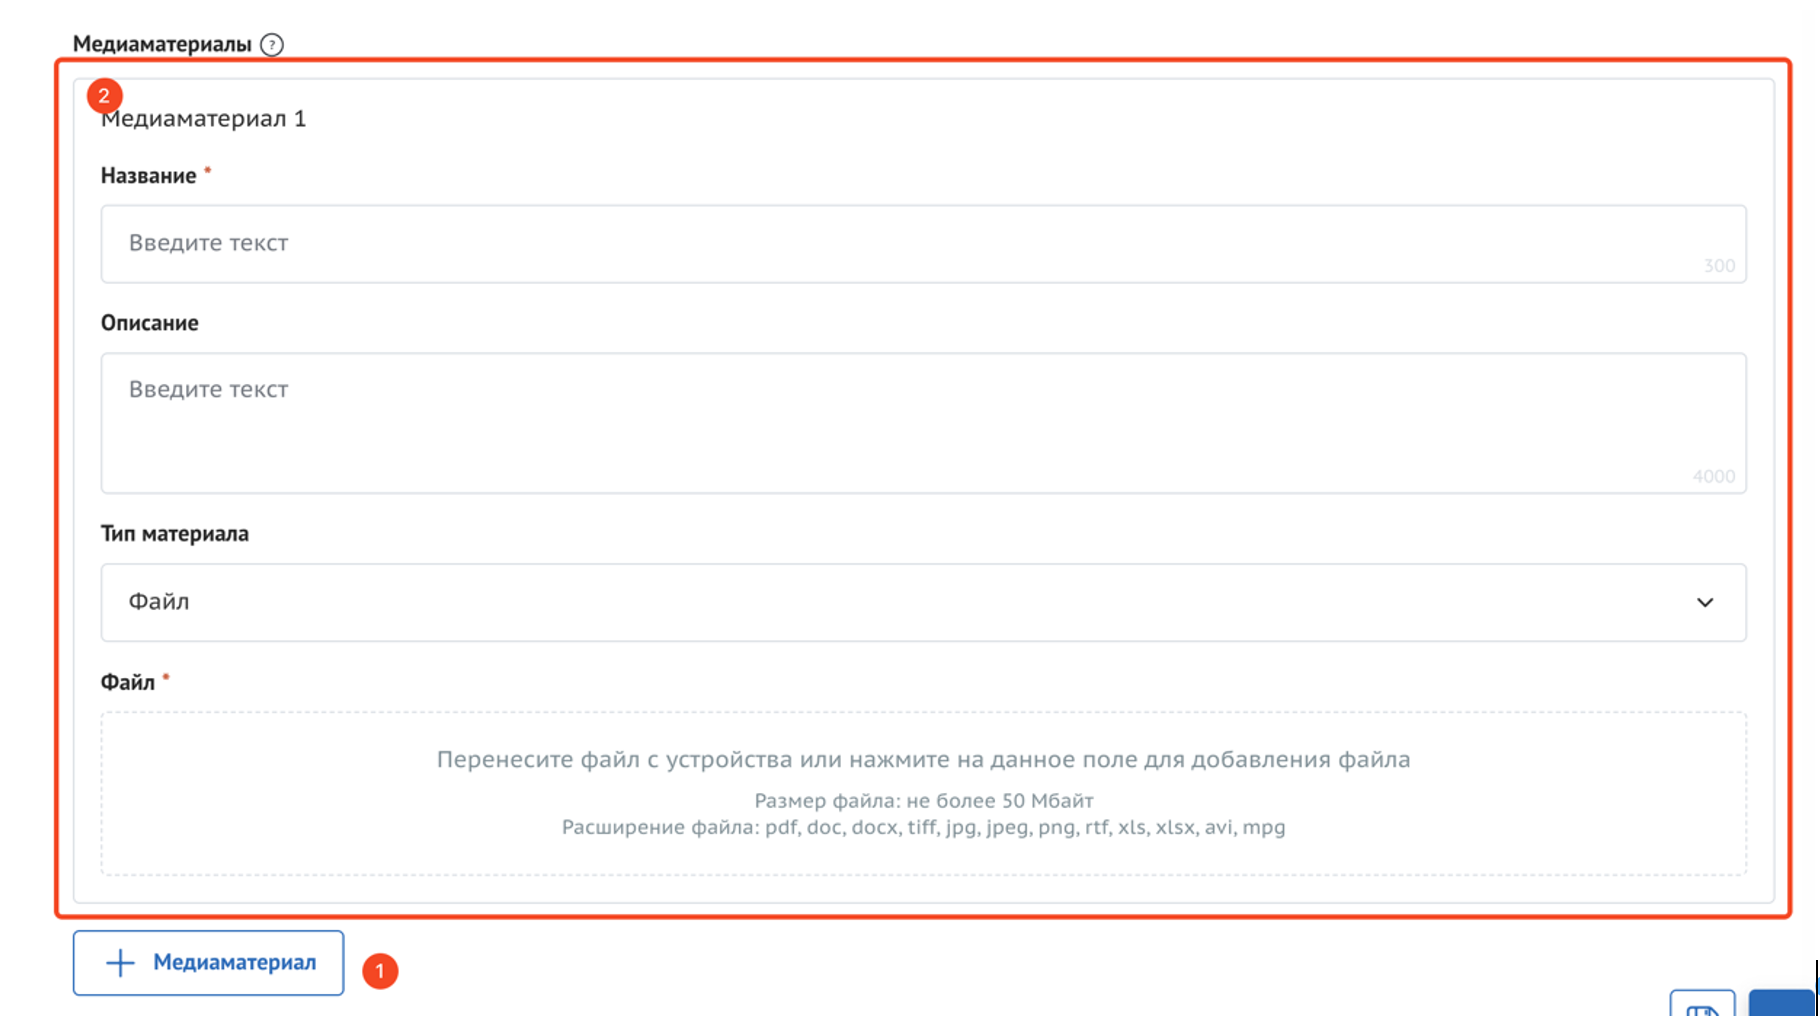 Медиаматериалы ?
2
Медиаматериал 1
Название *
Введите текст
300
Описание
Введите текст
4000
Тип материала
Файл
Файл *
Перенесите файл с устройства или нажмите на данное поле для добавления файла
Размер файла: не более 50 Мбайт
Расширение файла: pdf, doc, docx, tiff, jpg, jpeg, png, rtf, xls, xlsx, avi, mpg
+ Медиаматериал 1